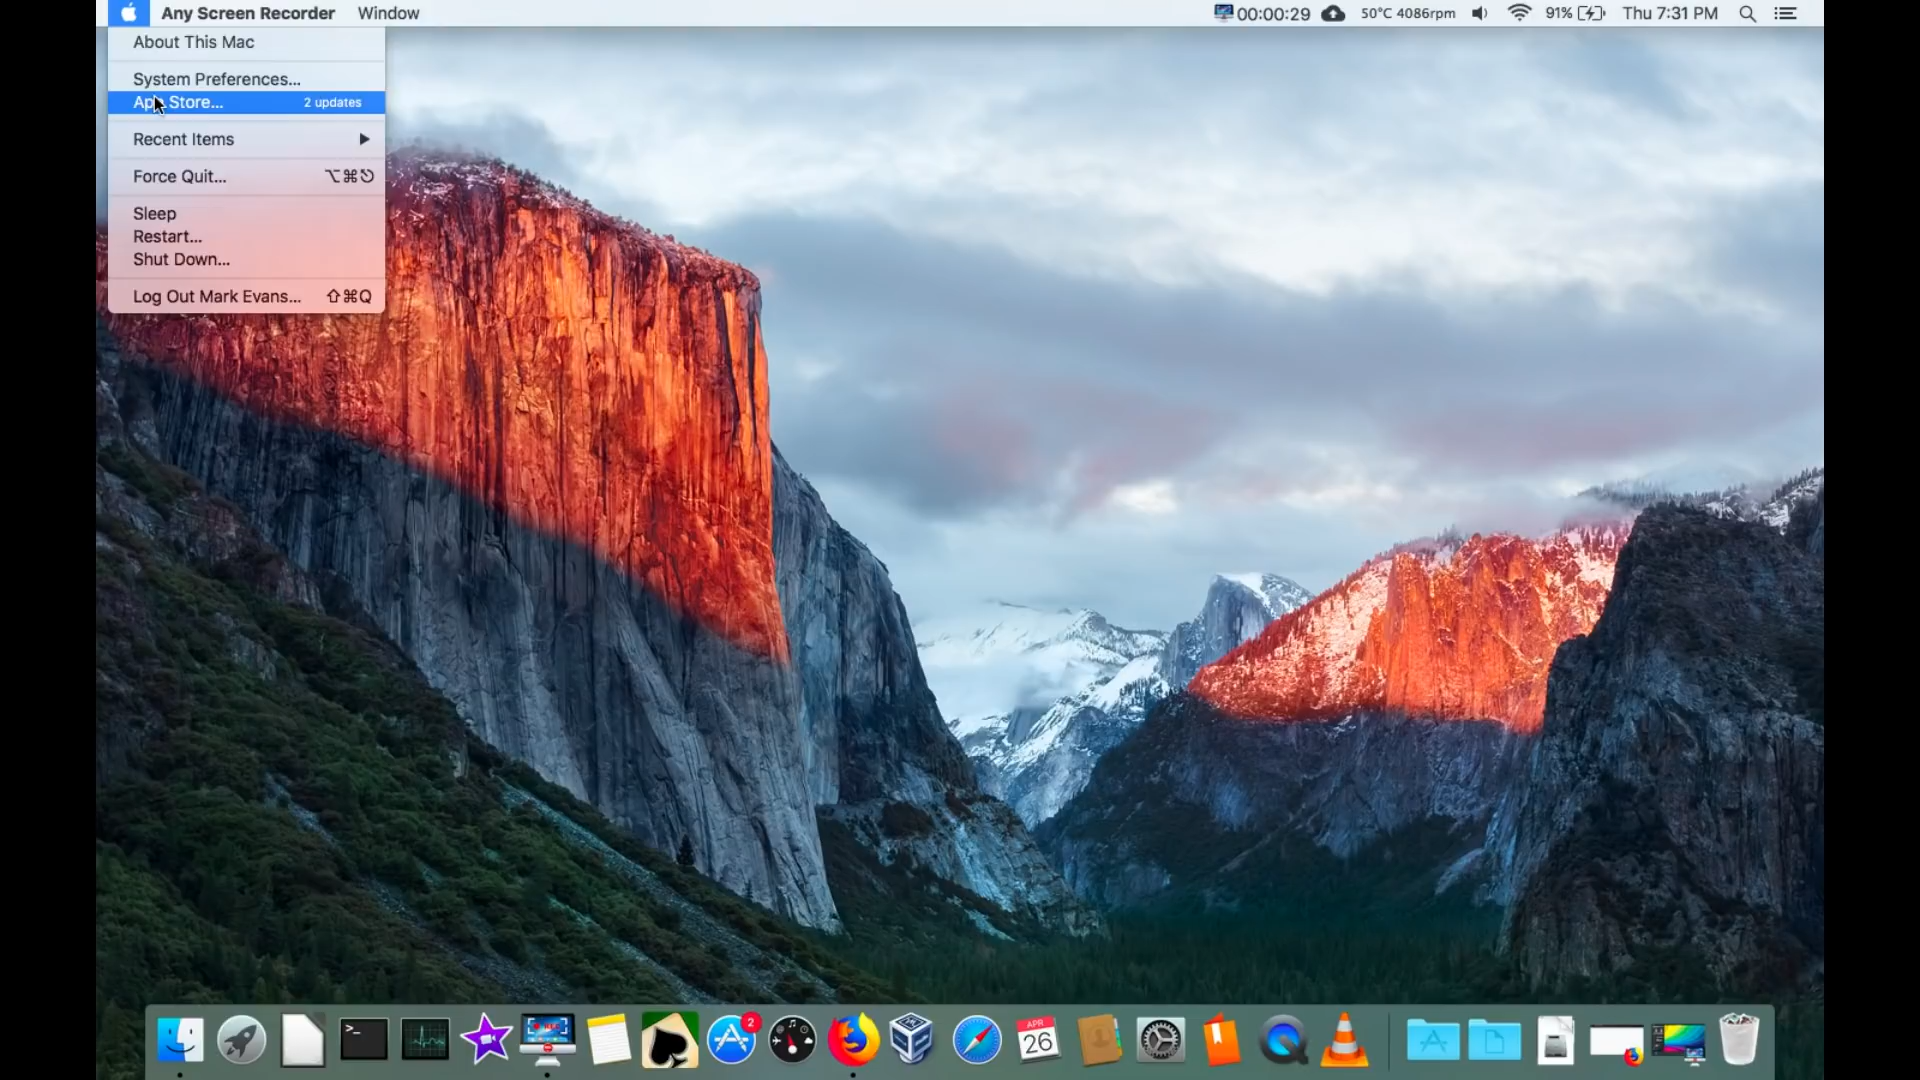 Any Screen Recorder Window 00:00:29 50°C 4086rpm 91% Thu 7:31 PM
About This Mac
System Preferences...
App Store... 2 updates
Recent Items ▶
Force Quit... ⌥⌘⎋
Sleep
Restart...
Shut Down...
Log Out Mark Evans... ⇧⌘Q
>_
REC
2
APR
26